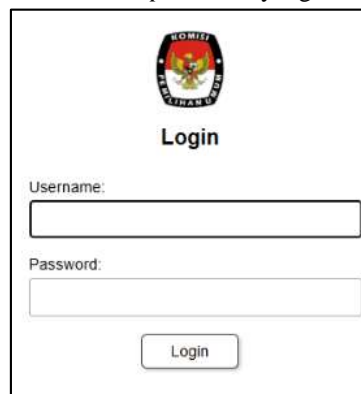 KOMISI
PEMILIHAN UMUM
Login
Username:
Password:
Login